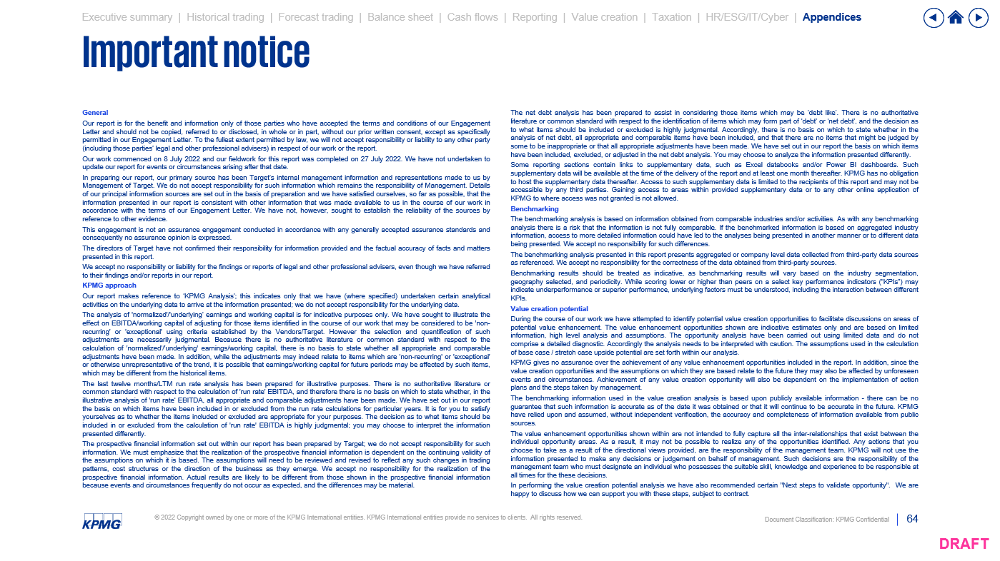 Executive summary | Historical trading | Forecast trading | Balance sheet | Cash flows | Reporting | Value creation | Taxation | HR/ESG/IT/Cyber | Appendices
Important notice
General
Our report is for the benefit and information only of those parties who have accepted the terms and conditions of our Engagement
Letter and should not be copied, referred to or disclosed, in whole or in part, without our prior written consent, except as specifically
permitted in our Engagement Letter. To the fullest extent permitted by law, we will not accept responsibility or liability to any other party
(including those parties' legal and other professional advisers) in respect of our work or the report.
Our work commenced on 8 July 2022 and our fieldwork for this report was completed on 27 July 2022. We have not undertaken to
update our report for events or circumstances arising after that date.
In preparing our report, our primary source has been Target's internal management information and representations made to us by
Management of Target. We do not accept responsibility for such information which remains the responsibility of Management. Details
of our principal information sources are set out in the basis of preparation and we have satisfied ourselves, so far as possible, that the
information presented in our report is consistent with other information that was made available to us in the course of our work in
accordance with the terms of our Engagement Letter. We have not, however, sought to establish the reliability of the sources by
reference to other evidence.
This engagement is not an assurance engagement conducted in accordance with any generally accepted assurance standards and
consequently no assurance opinion is expressed.
The directors of Target have not confirmed their responsibility for information provided and the factual accuracy of facts and matters
presented in this report.
We accept no responsibility or liability for the findings or reports of legal and other professional advisers, even though we have referred
to their findings and/or reports in our report.
KPMG approach
Our report makes reference to 'KPMG Analysis'; this indicates only that we have (where specified) undertaken certain analytical
activities on the underlying data to arrive at the information presented; we do not accept responsibility for the underlying data.
The analysis of 'normalized'/'underlying' earnings and working capital is for indicative purposes only. We have sought to illustrate the
effect on EBITDA/working capital of adjusting for those items identified in the course of our work that may be considered to be 'non-
recurring' or 'exceptional' using criteria established by the Vendors/Target. However the selection and quantification of such
adjustments are necessarily judgmental. Because there is no authoritative literature or common standard with respect to the
calculation of 'normalized'/'underlying' earnings/working capital, there is no basis to state whether all appropriate and comparable
adjustments have been made. In addition, while the adjustments may indeed relate to items which are 'non-recurring' or 'exceptional'
or otherwise unrepresentative of the trend, it is possible that earnings/working capital for future periods may be affected by such items,
which may be different from the historical items.
The last twelve months/LTM run rate analysis has been prepared for illustrative purposes. There is no authoritative literature or
common standard with respect to the calculation of 'run rate' EBITDA, and therefore there is no basis on which to state whether, in the
illustrative analysis of 'run rate' EBITDA, all appropriate and comparable adjustments have been made. We have set out in our report
the basis on which items have been included in or excluded from the run rate calculations for particular years. It is for you to satisfy
yourselves as to whether the items included or excluded are appropriate for your purposes. The decision as to what items should be
included in or excluded from the calculation of 'run rate' EBITDA is highly judgmental; you may choose to interpret the information
presented differently.
The prospective financial information set out within our report has been prepared by Target; we do not accept responsibility for such
information. We must emphasize that the realization of the prospective financial information is dependent on the continuing validity of
the assumptions on which it is based. The assumptions will need to be reviewed and revised to reflect any such changes in trading
patterns, cost structures or the direction of the business as they emerge. We accept no responsibility for the realization of the
prospective financial information. Actual results are likely to be different from those shown in the prospective financial information
because events and circumstances frequently do not occur as expected, and the differences may be material.
The net debt analysis has been prepared to assist in considering those items which may be 'debt like'. There is no authoritative
literature or common standard with respect to the identification of items which may form part of 'debt' or 'net debt', and the decision as
to what items should be included or excluded is highly judgmental. Accordingly, there is no basis on which to state whether in the
analysis of net debt, all appropriate and comparable items have been included, and that there are no items that might be judged by
some to be inappropriate or that all appropriate adjustments have been made. We have set out in our report the basis on which items
have been included, excluded, or adjusted in the net debt analysis. You may choose to analyze the information presented differently.
Some reporting sections contain links to supplementary data, such as Excel databooks and/or Power BI dashboards. Such
supplementary data will be available at the time of the delivery of the report and at least one month thereafter. KPMG has no obligation
to host the supplementary data thereafter. Access to such supplementary data is limited to the recipients of this report and may not be
accessible by any third parties. Gaining access to areas within provided supplementary data or to any other online application of
KPMG to where access was not granted is not allowed.
Benchmarking
The benchmarking analysis is based on information obtained from comparable industries and/or activities. As with any benchmarking
analysis there is a risk that the information is not fully comparable. If the benchmarked information is based on aggregated industry
information, access to more detailed information could have led to the analyses being presented in another manner or to different data
being presented. We accept no responsibility for such differences.
The benchmarking analysis presented in this report presents aggregated or company level data collected from third-party data sources
as referenced. We accept no responsibility for the correctness of the data obtained from third-party sources.
Benchmarking results should be treated as indicative, as benchmarking results will vary based on the industry segmentation,
geography selected, and periodicity. While scoring lower or higher than peers on a select key performance indicators ("KPIs") may
indicate underperformance or superior performance, underlying factors must be understood, including the interaction between different
KPIs.
Value creation potential
During the course of our work we have attempted to identify potential value creation opportunities to facilitate discussions on areas of
potential value enhancement. The value enhancement opportunities shown are indicative estimates only and are based on limited
information, high level analysis and assumptions. The opportunity analysis have been carried out using limited data and do not
comprise a detailed diagnostic. Accordingly the analysis needs to be interpreted with caution. The assumptions used in the calculation
of base case / stretch case upside potential are set forth within our analysis.
KPMG gives no assurance over the achievement of any value enhancement opportunities included in the report. In addition, since the
value creation opportunities and the assumptions on which they are based relate to the future they may also be affected by unforeseen
events and circumstances. Achievement of any value creation opportunity will also be dependent on the implementation of action
plans and the steps taken by management.
The benchmarking information used in the value creation analysis is based upon publicly available information - there can be no
guarantee that such information is accurate as of the date it was obtained or that it will continue to be accurate in the future. KPMG
have relied upon and assumed, without independent verification, the accuracy and completeness of information available from public
sources.
The value enhancement opportunities shown within are not intended to fully capture all the inter-relationships that exist between the
individual opportunity areas. As a result, it may not be possible to realize any of the opportunities identified. Any actions that you
choose to take as a result of the directional views provided, are the responsibility of the management team. KPMG will not use the
information presented to make any decisions or judgement on behalf of management. Such decisions are the responsibility of the
management team who must designate an individual who possesses the suitable skill, knowledge and experience to be responsible at
all times for these decisions.
In performing the value creation potential analysis we have also recommended certain "Next steps to validate opportunity". We are
happy to discuss how we can support you with these steps, subject to contract.
KPMG
© 2022 Copyright owned by one or more of the KPMG International entities. KPMG International entities provide no services to clients. All rights reserved.
Document Classification: KPMG Confidential | 64
DRAFT